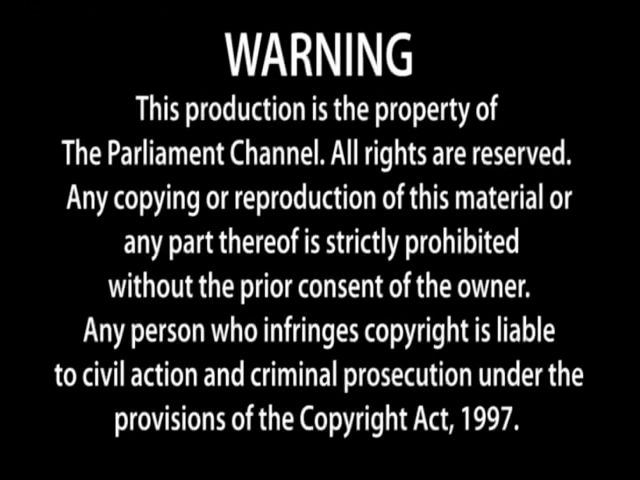 WARNING
This production is the property of
The Parliament Channel. All rights are reserved.
Any copying or reproduction of this material or
any part thereof is strictly prohibited
without the prior consent of the owner.
Any person who infringes copyright is liable
to civil action and criminal prosecution under the
provisions of the Copyright Act, 1997.